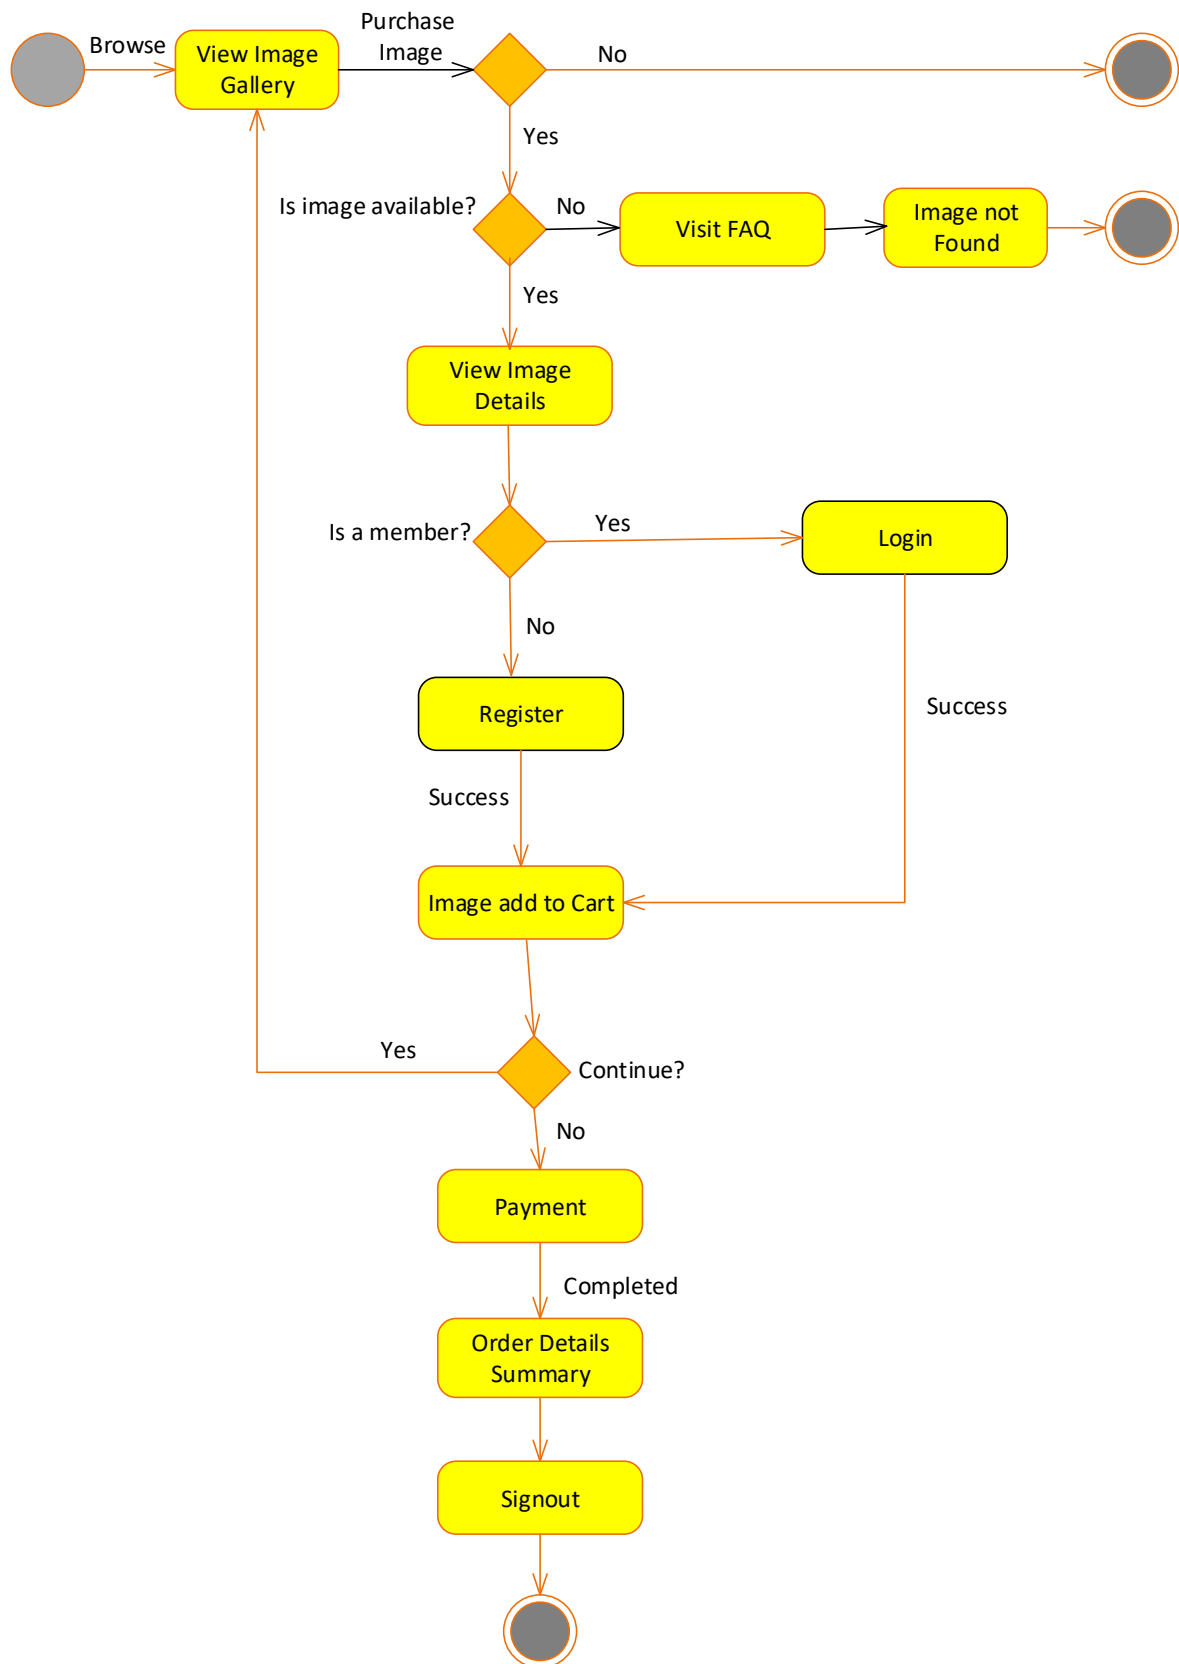 Browse
View Image
Gallery
Purchase
Image
No
Yes
Is image available?
No
Visit FAQ
Image not
Found
Yes
View Image
Details
Is a member?
Yes
Login
No
Register
Success
Success
Image add to Cart
Yes
Continue?
No
Payment
Completed
Order Details
Summary
Signout